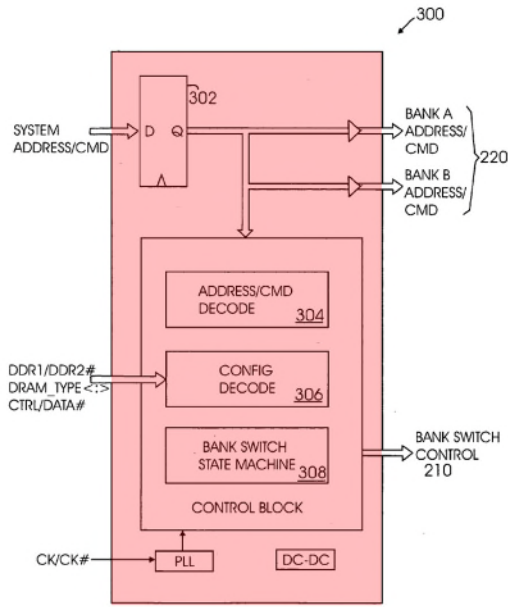 300
302
SYSTEM
ADDRESS/CMD
D Q
BANK A
ADDRESS/
CMD
BANK B
ADDRESS/
CMD
220
ADDRESS/CMD
DECODE
304
DDR1/DDR2#
DRAM_TYPE <:>
CTRL/DATA#
CONFIG
DECODE
306
BANK SWITCH
STATE MACHINE
308
BANK SWITCH
CONTROL
210
CONTROL BLOCK
CK/CK#
PLL
DC-DC